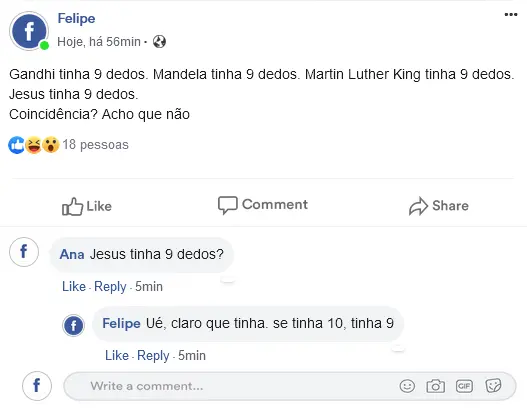 Felipe
Hoje, há 56min ·
Gandhi tinha 9 dedos. Mandela tinha 9 dedos. Martin Luther King tinha 9 dedos.
Jesus tinha 9 dedos.
Coincidência? Acho que não
18 pessoas
Like Comment Share
Ana Jesus tinha 9 dedos?
Like · Reply · 5min
Felipe Ué, claro que tinha. se tinha 10, tinha 9
Like · Reply · 5min
Write a comment... GIF